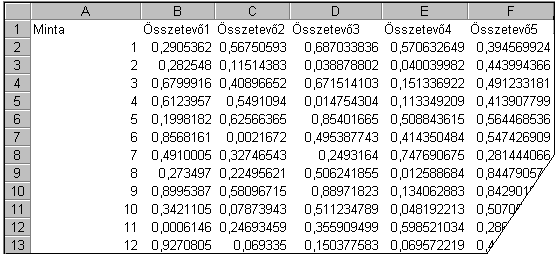 A B C D E F
1 Minta Összetevő1 Összetevő2 Összetevő3 Összetevő4 Összetevő5
2 1 0,2905362 0,56750593 0,687033836 0,570632649 0,394569924
3 2 0,282548 0,11514383 0,038878802 0,040039982 0,443994366
4 3 0,6799916 0,40896652 0,671514103 0,151336922 0,491233181
5 4 0,6123957 0,5491094 0,014754304 0,113349209 0,413907799
6 5 0,1998182 0,62566365 0,85401665 0,508843615 0,564468536
7 6 0,8568161 0,0021672 0,495387743 0,414350484 0,547426909
8 7 0,4910005 0,32746543 0,2493164 0,747690675 0,281444066
9 8 0,273497 0,22495621 0,506241855 0,012588684 0,84479057
10 9 0,8995387 0,58096715 0,88971823 0,134062883 0,842901
11 10 0,3421105 0,07873943 0,511234789 0,048192213 0,5070
12 11 0,0006146 0,24693459 0,355909499 0,598521034 0,28
13 12 0,9270805 0,069335 0,150377583 0,069572219